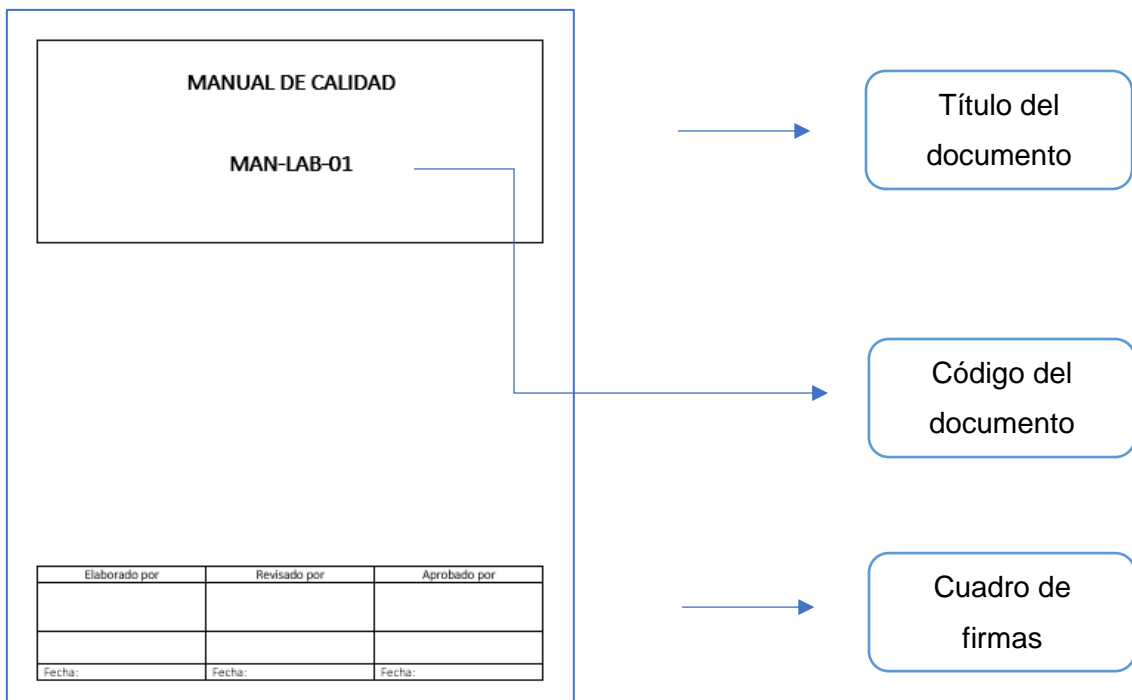 MANUAL DE CALIDAD
MAN-LAB-01
Título del
documento
Código del
documento
Elaborado por Revisado por Aprobado por
Fecha: Fecha: Fecha:
Cuadro de
firmas